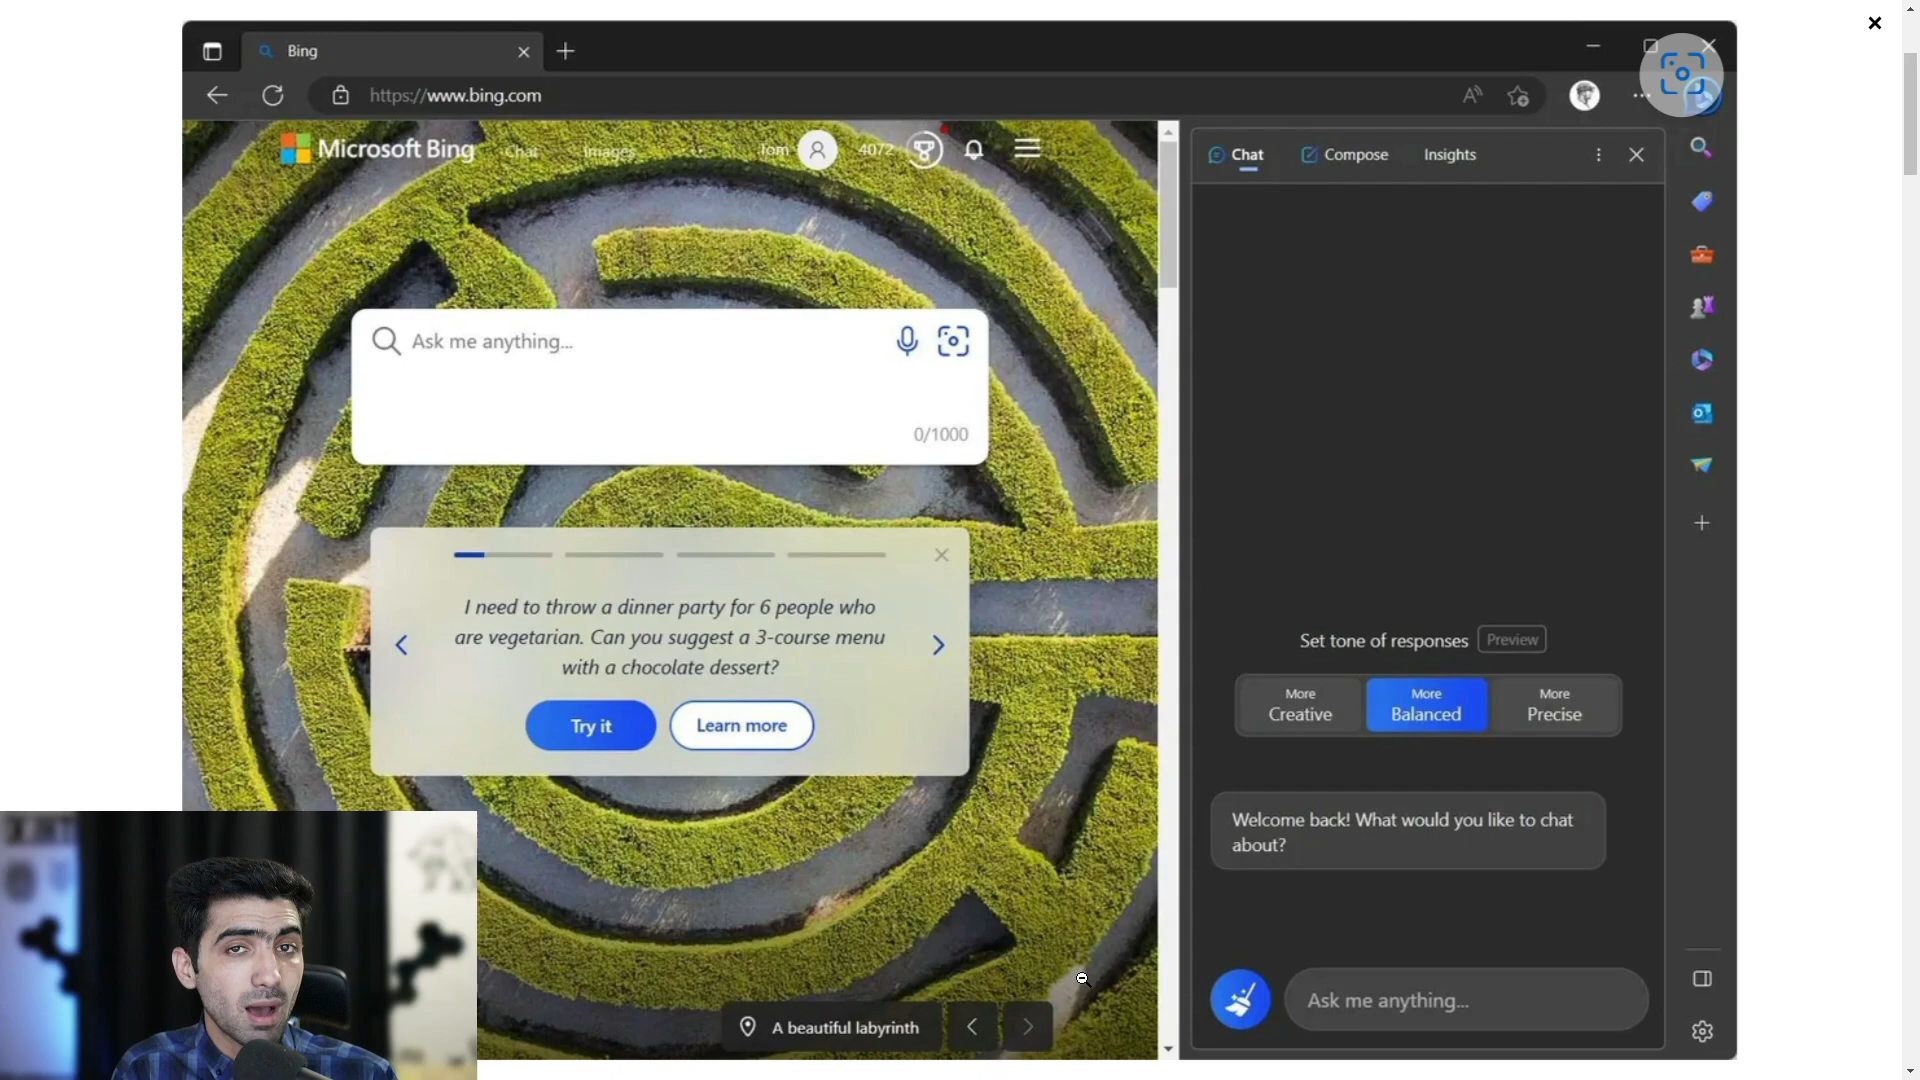 Bing
https://www.bing.com
Microsoft Bing
Chat
Images
Tom
4072
Ask me anything...
0/1000
I need to throw a dinner party for 6 people who
are vegetarian. Can you suggest a 3-course menu
with a chocolate dessert?
Try it
Learn more
A beautiful labyrinth
Chat
Compose
Insights
Set tone of responses
Preview
More
Creative
More
Balanced
More
Precise
Welcome back! What would you like to chat
about?
Ask me anything...